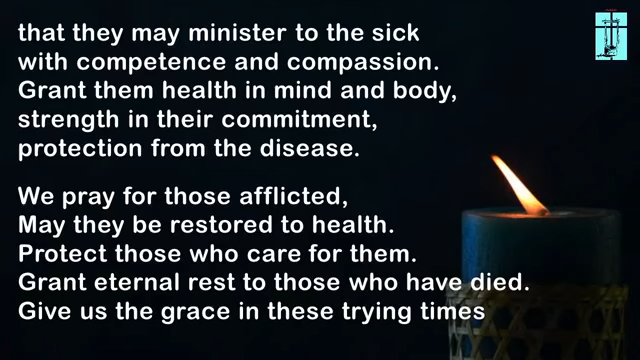 that they may minister to the sick
with competence and compassion.
Grant them health in mind and body,
strength in their commitment,
protection from the disease.
We pray for those afflicted,
May they be restored to health.
Protect those who care for them.
Grant eternal rest to those who have died.
Give us the grace in these trying times